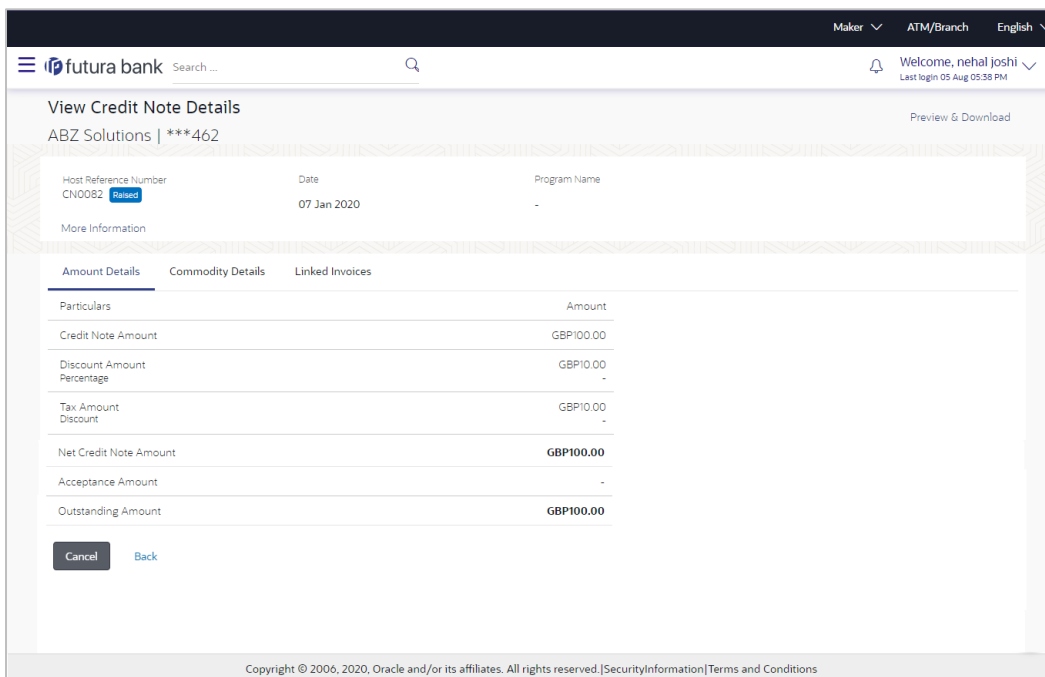 Maker ATM/Branch English
futura bank Search ... Welcome, nehal joshi
Last login 05 Aug 05:38 PM
View Credit Note Details
Preview & Download
ABZ Solutions | ***462
Host Reference Number Date Program Name
CN0082 Raised
07 Jan 2020 -
More Information
Amount Details Commodity Details Linked Invoices
Particulars Amount
Credit Note Amount GBP100.00
Discount Amount GBP10.00
Percentage -
Tax Amount GBP10.00
Discount -
Net Credit Note Amount GBP100.00
Acceptance Amount -
Outstanding Amount GBP100.00
Cancel Back
Copyright © 2006, 2020, Oracle and/or its affiliates. All rights reserved.|SecurityInformation|Terms and Conditions